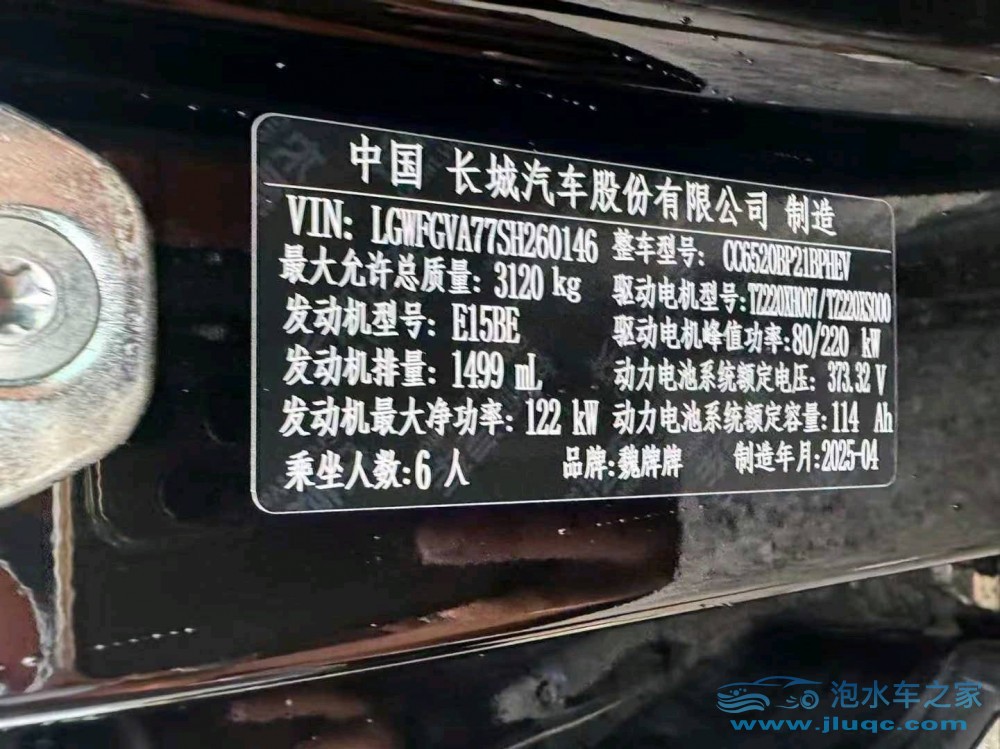 中国 长城汽车股份有限公司 制造
VIN: LGWFGVA77SH260146 整车型号: CC6520BP21BPHEV
最大允许总质量: 3120 kg 驱动电机型号:TZ220XH007/TZ220XS000
发动机型号: E15BE 驱动电机峰值功率:80/220 kW
发动机排量: 1499 mL 动力电池系统额定电压: 373.32 V
发动机最大净功率: 122 kW 动力电池系统额定容量:114 Ah
乘坐人数:6 人 品牌:魏牌牌 制造年月:2025-04
泡水车之家
www.jluqc.com